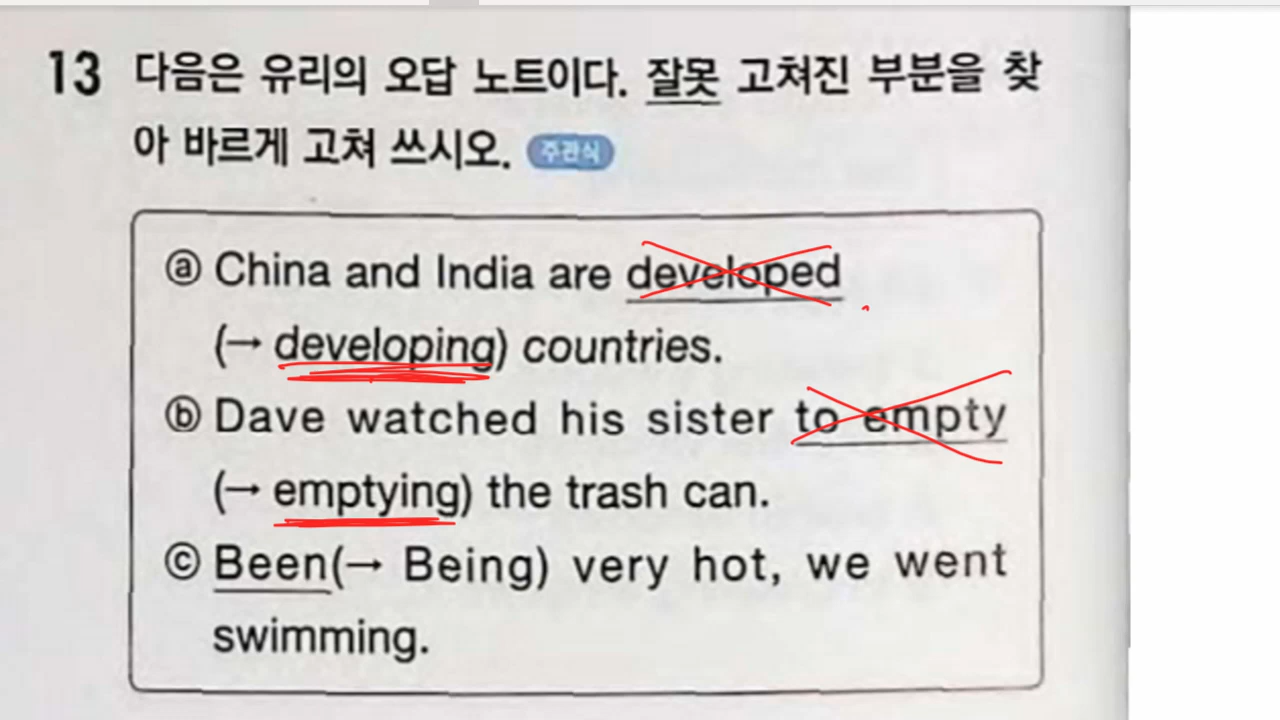 13 다음은 유리의 오답 노트이다. 잘못 고쳐진 부분을 찾
아 바르게 고쳐 쓰시오. 주관식
ⓐ China and India are developed
(→ developing) countries.
ⓑ Dave watched his sister to empty
(→ emptying) the trash can.
ⓒ Been(→ Being) very hot, we went
swimming.